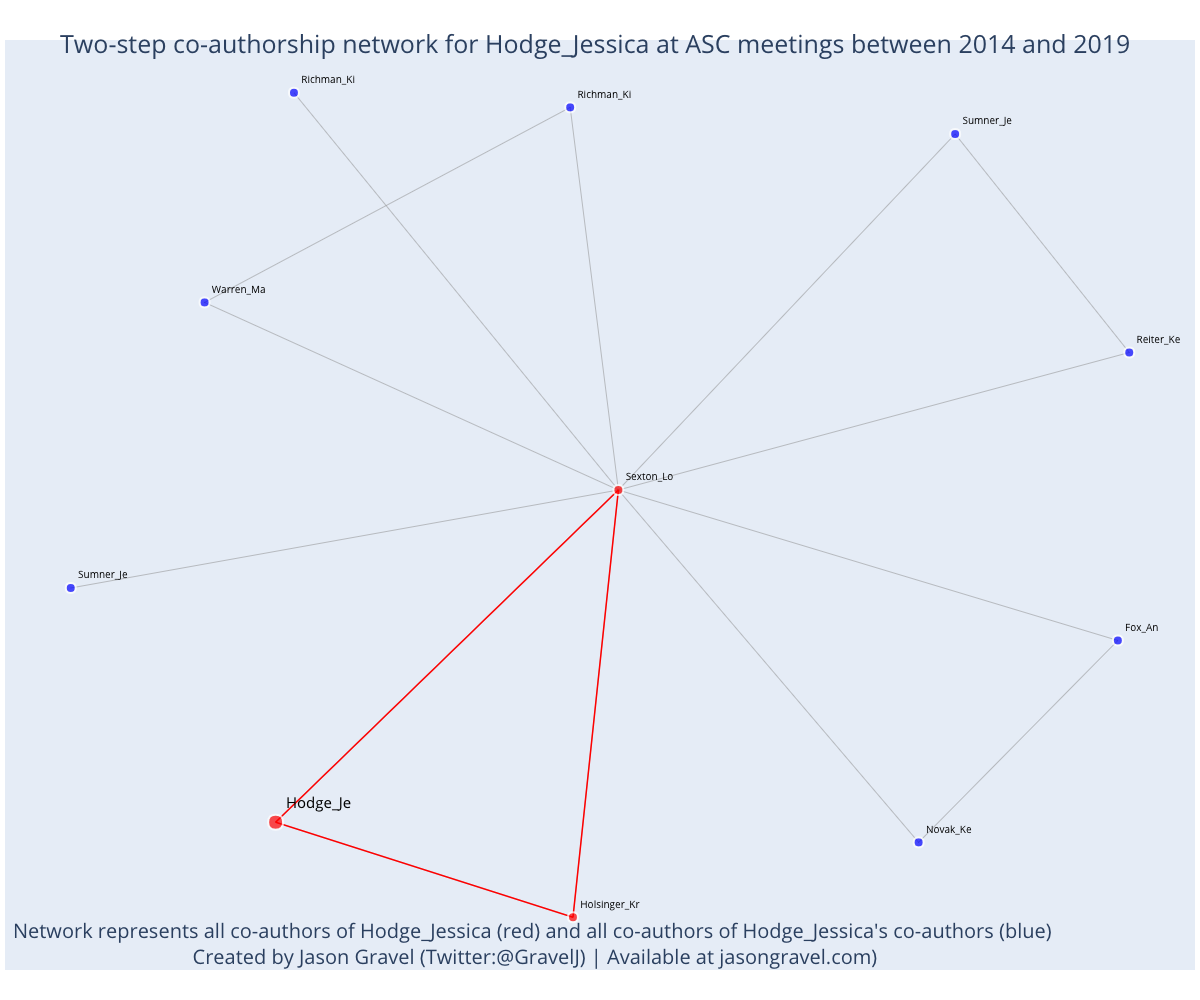 Two-step co-authorship network for Hodge_Jessica at ASC meetings between 2014 and 2019
Richman_Ki
Richman_Ki
Sumner_Je
Warren_Ma
Reiter_Ke
Sexton_Lo
Sumner_Je
Fox_An
Hodge_Je
Novak_Ke
Holsinger_Kr
Network represents all co-authors of Hodge_Jessica (red) and all co-authors of Hodge_Jessica's co-authors (blue)
Created by Jason Gravel (Twitter:@GravelJ) | Available at jasongravel.com)